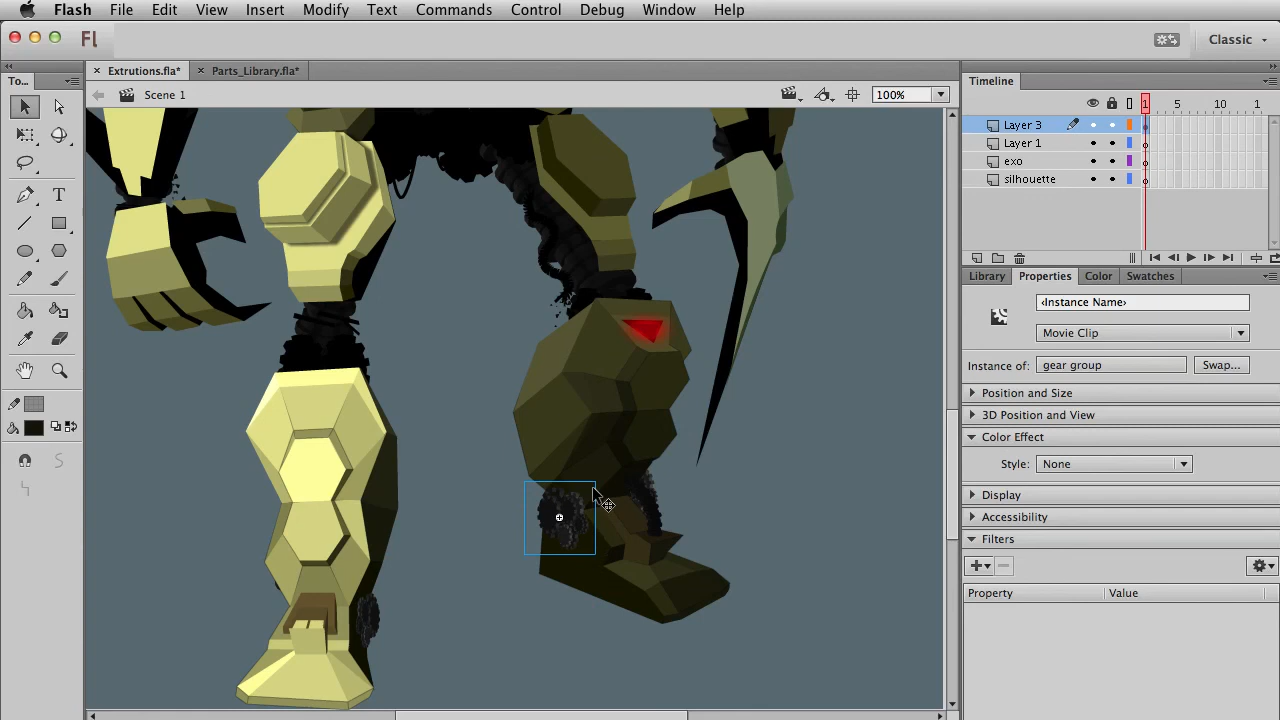 Flash File Edit View Insert Modify Text Commands Control Debug Window Help
Fl
Classic
To...
Extrutions.fla*
Parts_Library.fla*
Scene 1
100%
Timeline
1 5 10 1
Layer 3
Layer 1
exo
silhouette
Library Properties Color Swatches
<Instance Name>
Movie Clip
Instance of: gear group Swap...
Position and Size
3D Position and View
Color Effect
Style: None
Display
Accessibility
Filters
Property Value
T